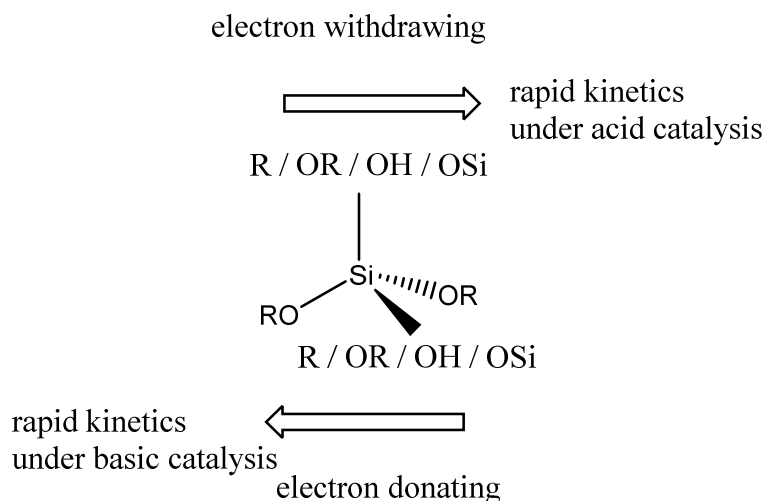 electron withdrawing
rapid kinetics
under acid catalysis
R / OR / OH / OSi
Si
OR
RO
R / OR / OH / OSi
rapid kinetics
under basic catalysis
electron donating